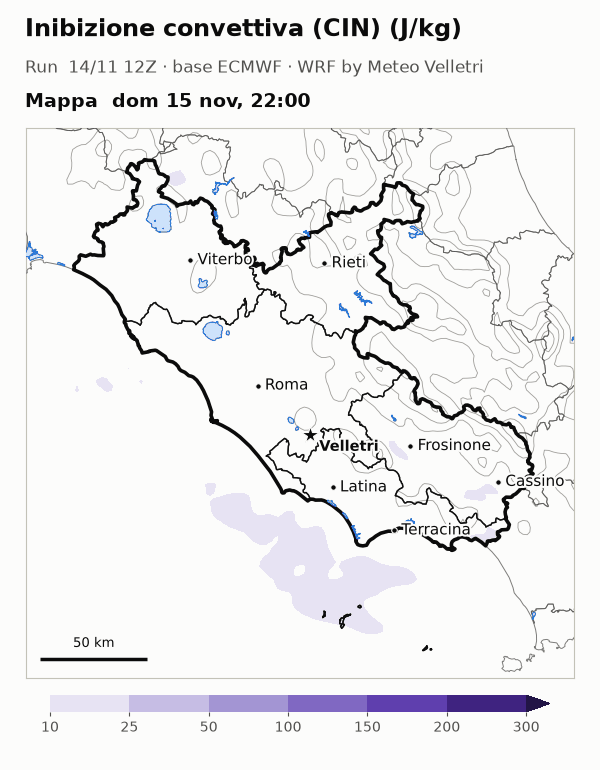 Inibizione convettiva (CIN) (J/kg)
Run 14/11 12Z · base ECMWF · WRF by Meteo Velletri
Mappa dom 15 nov, 22:00
Viterbo
Rieti
Roma
Velletri
Frosinone
Latina
Cassino
Terracina
50 km
10 25 50 100 150 200 300